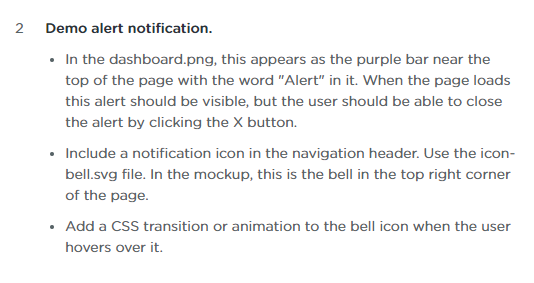 2 Demo alert notification.
• In the dashboard.png, this appears as the purple bar near the
top of the page with the word "Alert" in it. When the page loads
this alert should be visible, but the user should be able to close
the alert by clicking the X button.
• Include a notification icon in the navigation header. Use the icon-
bell.svg file. In the mockup, this is the bell in the top right corner
of the page.
• Add a CSS transition or animation to the bell icon when the user
hovers over it.